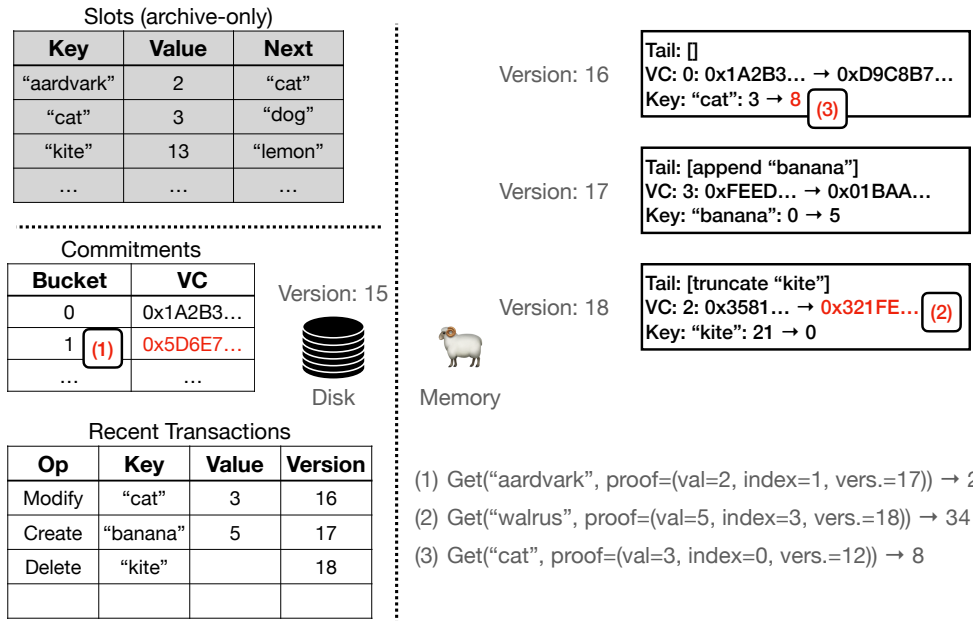 Slots (archive-only)
Key Value Next
“aardvark” 2 “cat”
“cat” 3 “dog”
“kite” 13 “lemon”
… … …
Commitments
Bucket VC
0 0x1A2B3…
1 (1) 0x5D6E7…
… …
Version: 15
Disk
Memory
Recent Transactions
Op Key Value Version
Modify “cat” 3 16
Create “banana” 5 17
Delete “kite” 18
Version: 16
Tail: []
VC: 0: 0x1A2B3… → 0xD9C8B7…
Key: “cat”: 3 → 8
(3)
Version: 17
Tail: [append “banana”]
VC: 3: 0xFEED… → 0x01BAA…
Key: “banana”: 0 → 5
Version: 18
Tail: [truncate “kite”]
VC: 2: 0x3581… → 0x321FE… (2)
Key: “kite”: 21 → 0
(1) Get(“aardvark”, proof=(val=2, index=1, vers.=17)) → 2
(2) Get(“walrus”, proof=(val=5, index=3, vers.=18)) → 34
(3) Get(“cat”, proof=(val=3, index=0, vers.=12)) → 8